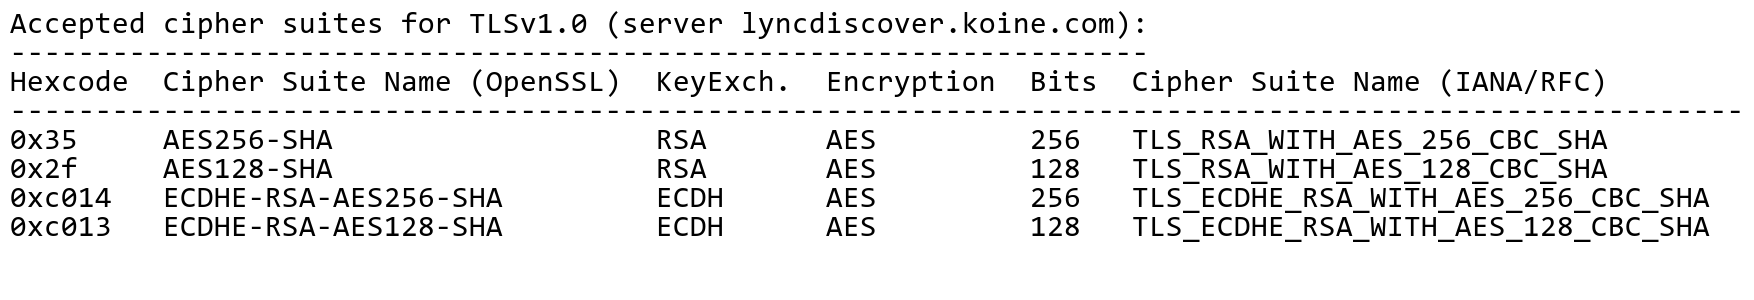 Accepted cipher suites for TLSv1.0 (server lyncdiscover.koine.com):
-------------------------------------------------------------------
Hexcode  Cipher Suite Name (OpenSSL)  KeyExch.  Encryption  Bits  Cipher Suite Name (IANA/RFC)
------------------------------------------------------------------------------------------------------
0x35     AES256-SHA                   RSA       AES         256   TLS_RSA_WITH_AES_256_CBC_SHA
0x2f     AES128-SHA                   RSA       AES         128   TLS_RSA_WITH_AES_128_CBC_SHA
0xc014   ECDHE-RSA-AES256-SHA         ECDH      AES         256   TLS_ECDHE_RSA_WITH_AES_256_CBC_SHA
0xc013   ECDHE-RSA-AES128-SHA         ECDH      AES         128   TLS_ECDHE_RSA_WITH_AES_128_CBC_SHA